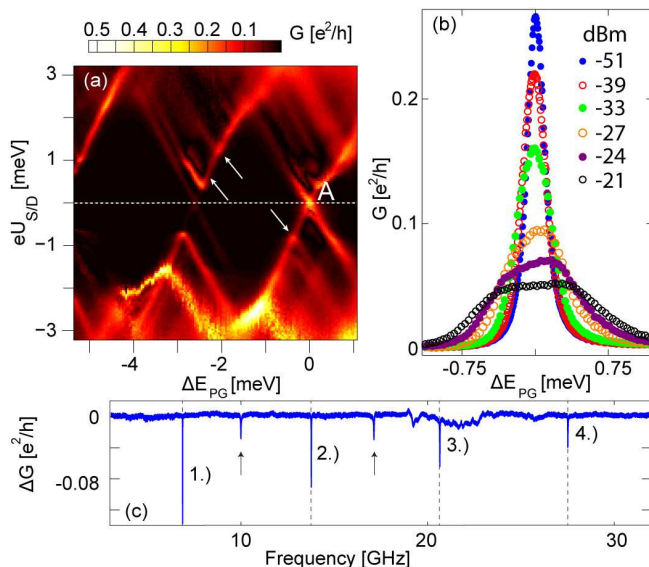 0.5 0.4 0.3 0.2 0.1 G [e²/h]
(a)
3
1
-1
-3
eU_S/D [meV]
A
-4 -2 0
ΔE_PG [meV]
(b)
dBm
-51
-39
-33
-27
-24
-21
0.2
0.1
0
G [e²/h]
-0.75 0.75
ΔE_PG [meV]
0
-0.08
ΔG [e²/h]
1.) 2.) 3.) 4.)
(c)
10 20 30
Frequency [GHz]